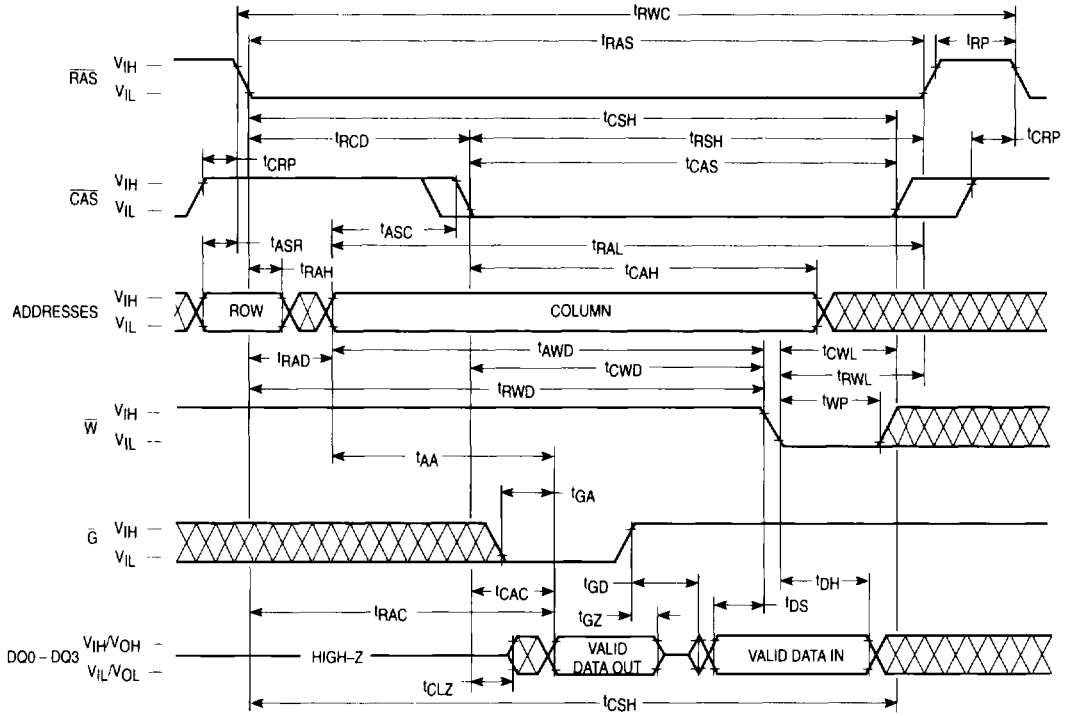 tRWC
tRAS
tRP
RAS
VIH
VIL
tCSH
tRCD
tRSH
tCRP
tCRP
tCAS
CAS
VIH
VIL
tASC
tASR
tRAL
tRAH
tCAH
ADDRESSES
VIH
VIL
ROW
COLUMN
tAWD
tCWL
tRAD
tCWD
tRWL
tRWD
tWP
W
VIH
VIL
tAA
tGA
G
VIH
VIL
tGD
tDH
tCAC
tRAC
tGZ
tDS
DQ0 – DQ3
VIH/VOH
VIL/VOL
HIGH–Z
VALID
DATA OUT
VALID DATA IN
tCLZ
tCSH